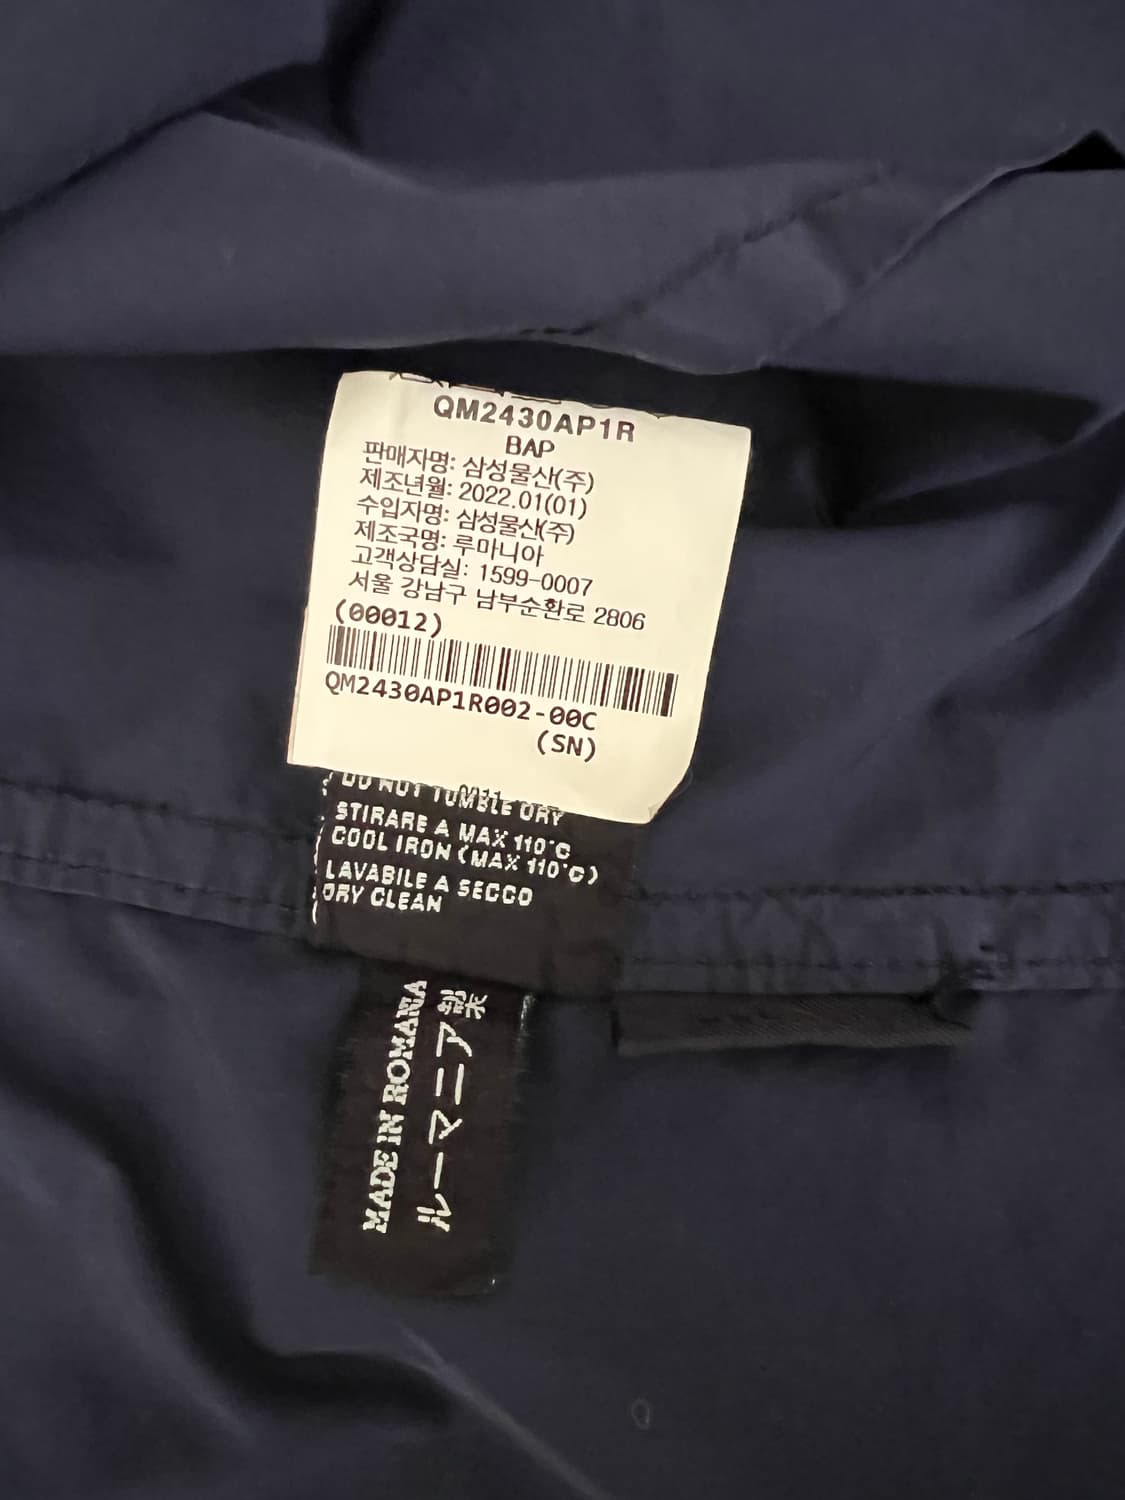 QM2430AP1R
BAP
판매자명: 삼성물산(주)
제조년월: 2022.01(01)
수입자명: 삼성물산(주)
제조국명: 루마니아
고객상담실: 1599-0007
서울 강남구 남부순환로 2806
(00012)
QM2430AP1R002-00C
(SN)
DO NOT TUMBLE DRY
STIRARE A MAX 110°C
COOL IRON (MAX 110°C)
LAVABILE A SECCO
DRY CLEAN
MADE IN ROMANIA
ルーマニア製